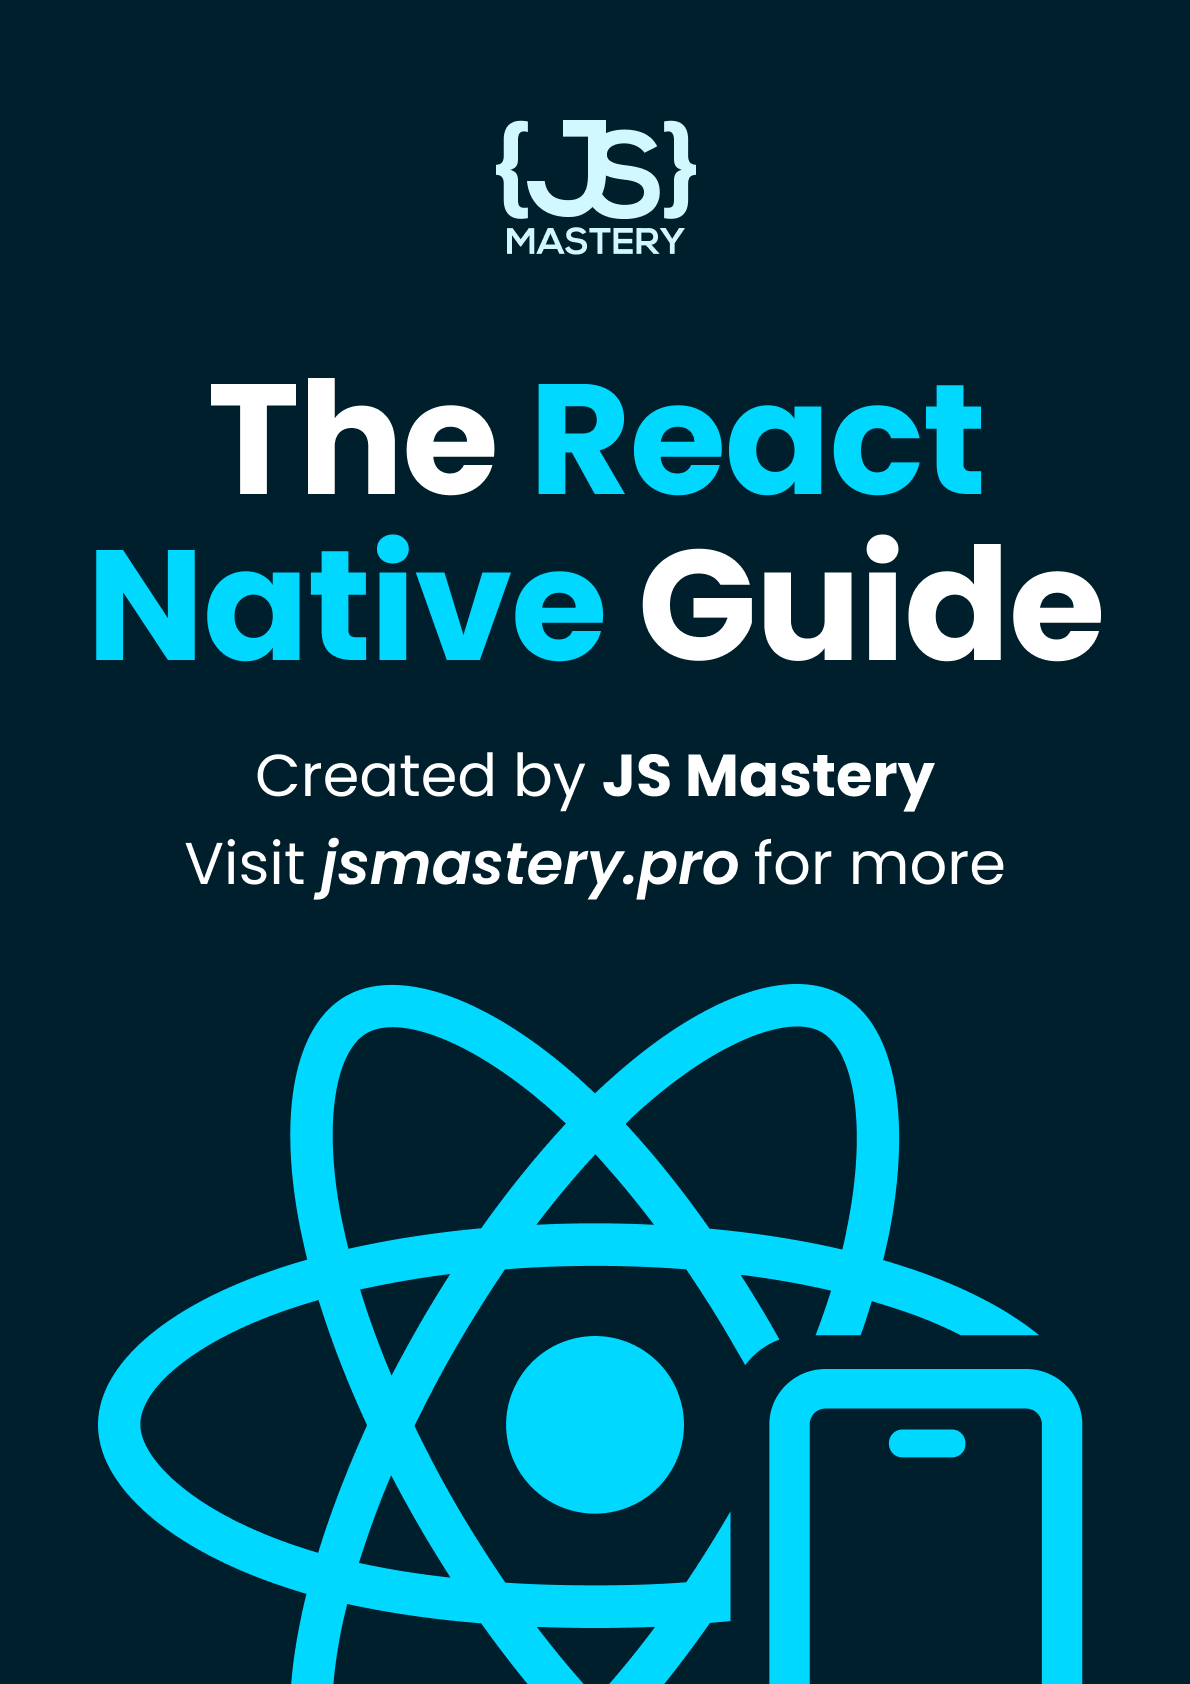 {JS}
MASTERY
The React
Native Guide
Created by JS Mastery
Visit jsmastery.pro for more